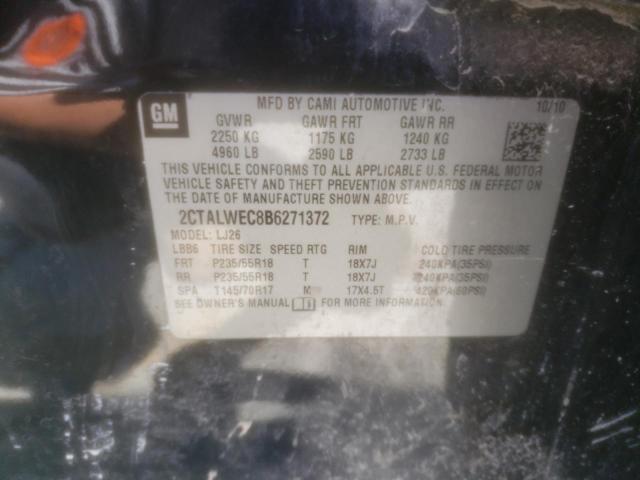 GM
MFD BY CAMI AUTOMOTIVE INC. 10/10
GVWR GAWR FRT GAWR RR
2250 KG 1175 KG 1240 KG
4960 LB 2590 LB 2733 LB
THIS VEHICLE CONFORMS TO ALL APPLICABLE U.S. FEDERAL MOTOR
VEHICLE SAFETY AND THEFT PREVENTION STANDARDS IN EFFECT ON
THE DATE OF MANUFACTURE SHOWN ABOVE.
2CTALWEC8B6271372 TYPE: M.P.V.
MODEL: LJ26
LBB6 TIRE SIZE SPEED RTG RIM COLD TIRE PRESSURE
FRT P235/55R18 T 18X7J 240KPA(35PSI)
RR P235/55R18 T 18X7J 240KPA(35PSI)
SPA T145/70R17 M 17X4.5T 420KPA(60PSI)
SEE OWNER'S MANUAL FOR MORE INFORMATION.